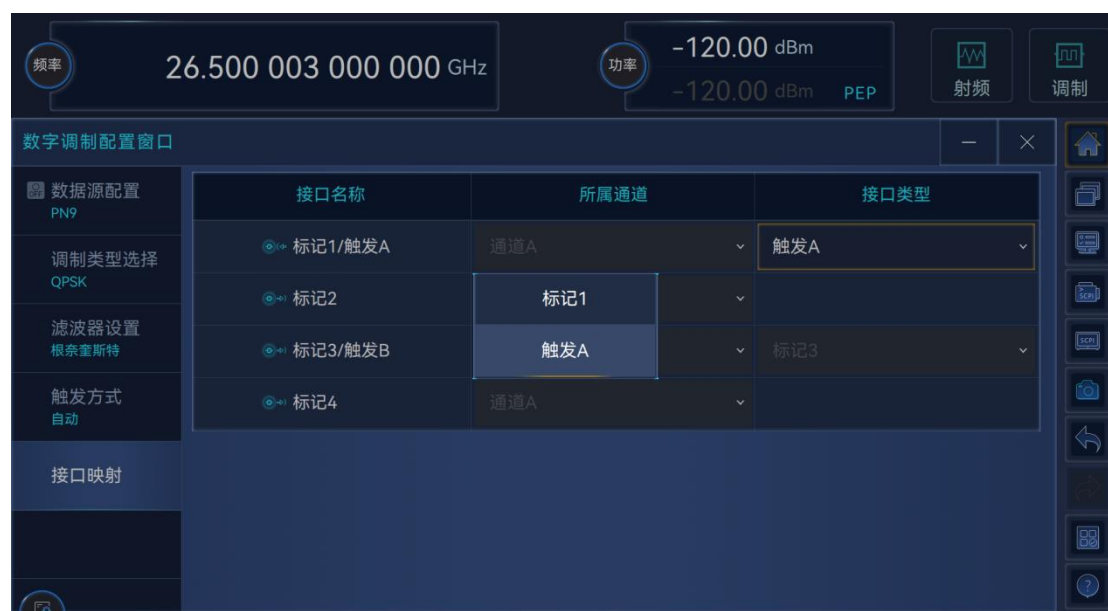 频率
26.500 003 000 000 GHz
功率
-120.00 dBm
-120.00 dBm PEP
射频
调制
数字调制配置窗口
数据源配置
PN9
调制类型选择
QPSK
滤波器设置
根奈奎斯特
触发方式
自动
接口映射
接口名称 所属通道 接口类型
标记1/触发A 通道A 触发A
标记2 标记1
标记3/触发B 触发A 标记3
标记4 通道A
SCPI
SCPI
?